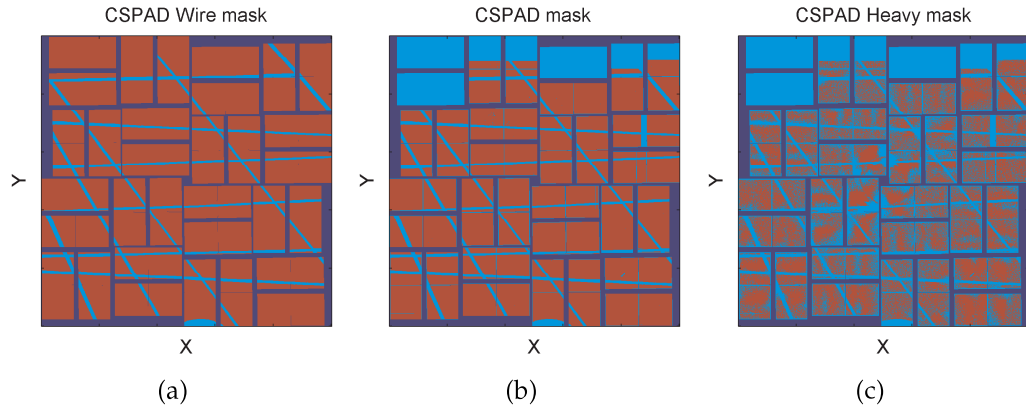 CSPAD Wire mask
CSPAD mask
CSPAD Heavy mask
Y
Y
Y
X
X
X
(a)
(b)
(c)